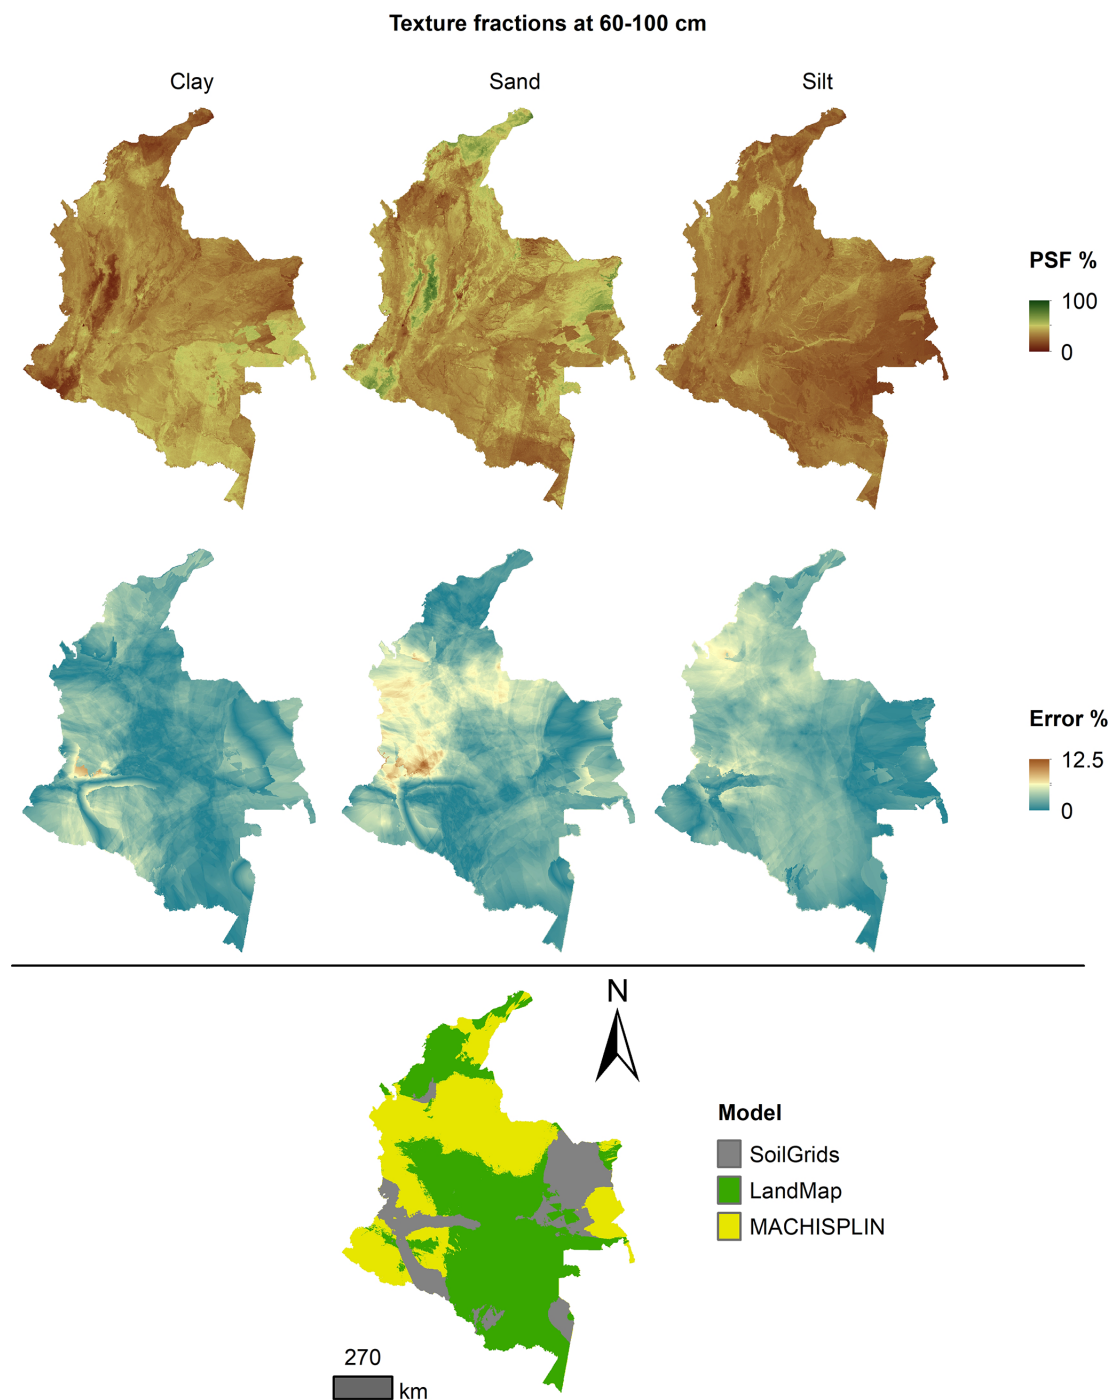 Texture fractions at 60-100 cm
Clay
Sand
Silt
PSF %
100
0
Error %
12.5
0
N
Model
SoilGrids
LandMap
MACHISPLIN
270
km